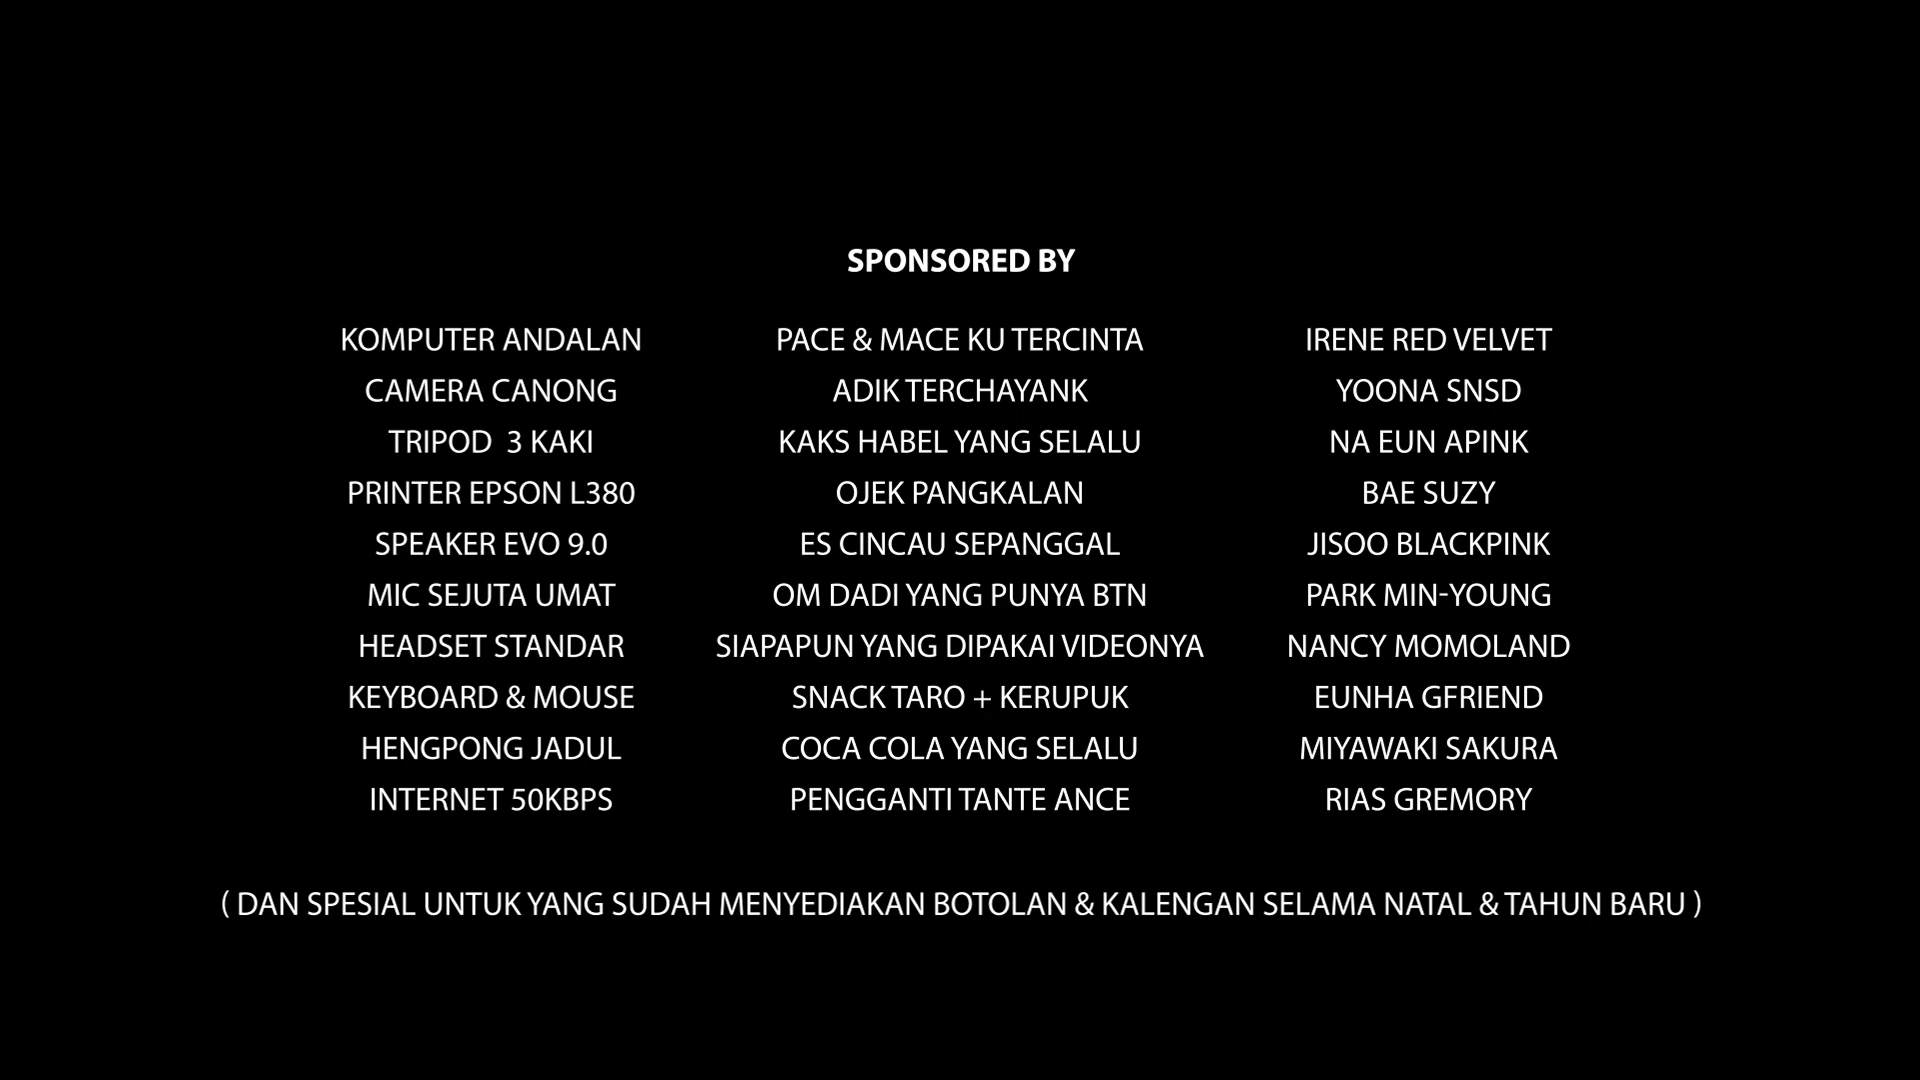 SPONSORED BY
KOMPUTER ANDALAN
CAMERA CANONG
TRIPOD  3 KAKI
PRINTER EPSON L380
SPEAKER EVO 9.0
MIC SEJUTA UMAT
HEADSET STANDAR
KEYBOARD & MOUSE
HENGPONG JADUL
INTERNET 50KBPS
PACE & MACE KU TERCINTA
ADIK TERCHAYANK
KAKS HABEL YANG SELALU
OJEK PANGKALAN
ES CINCAU SEPANGGAL
OM DADI YANG PUNYA BTN
SIAPAPUN YANG DIPAKAI VIDEONYA
SNACK TARO + KERUPUK
COCA COLA YANG SELALU
PENGGANTI TANTE ANCE
IRENE RED VELVET
YOONA SNSD
NA EUN APINK
BAE SUZY
JISOO BLACKPINK
PARK MIN-YOUNG
NANCY MOMOLAND
EUNHA GFRIEND
MIYAWAKI SAKURA
RIAS GREMORY
( DAN SPESIAL UNTUK YANG SUDAH MENYEDIAKAN BOTOLAN & KALENGAN SELAMA NATAL & TAHUN BARU )